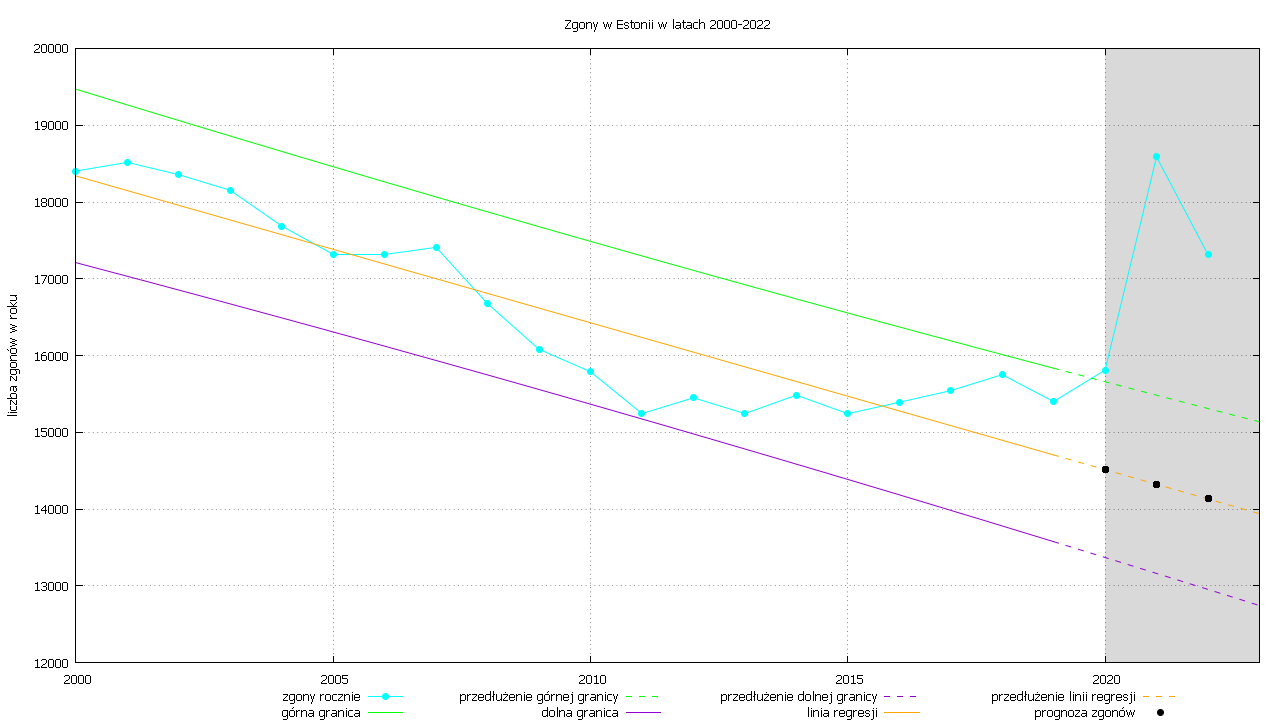 Zgony w Estonii w latach 2000-2022
20000
19000
18000
17000
16000
15000
14000
13000
12000
liczba zgonów w roku
2000 2005 2010 2015 2020
zgony rocznie przedłużenie górnej granicy przedłużenie dolnej granicy przedłużenie linii regresji
górna granica dolna granica linia regresji prognoza zgonów